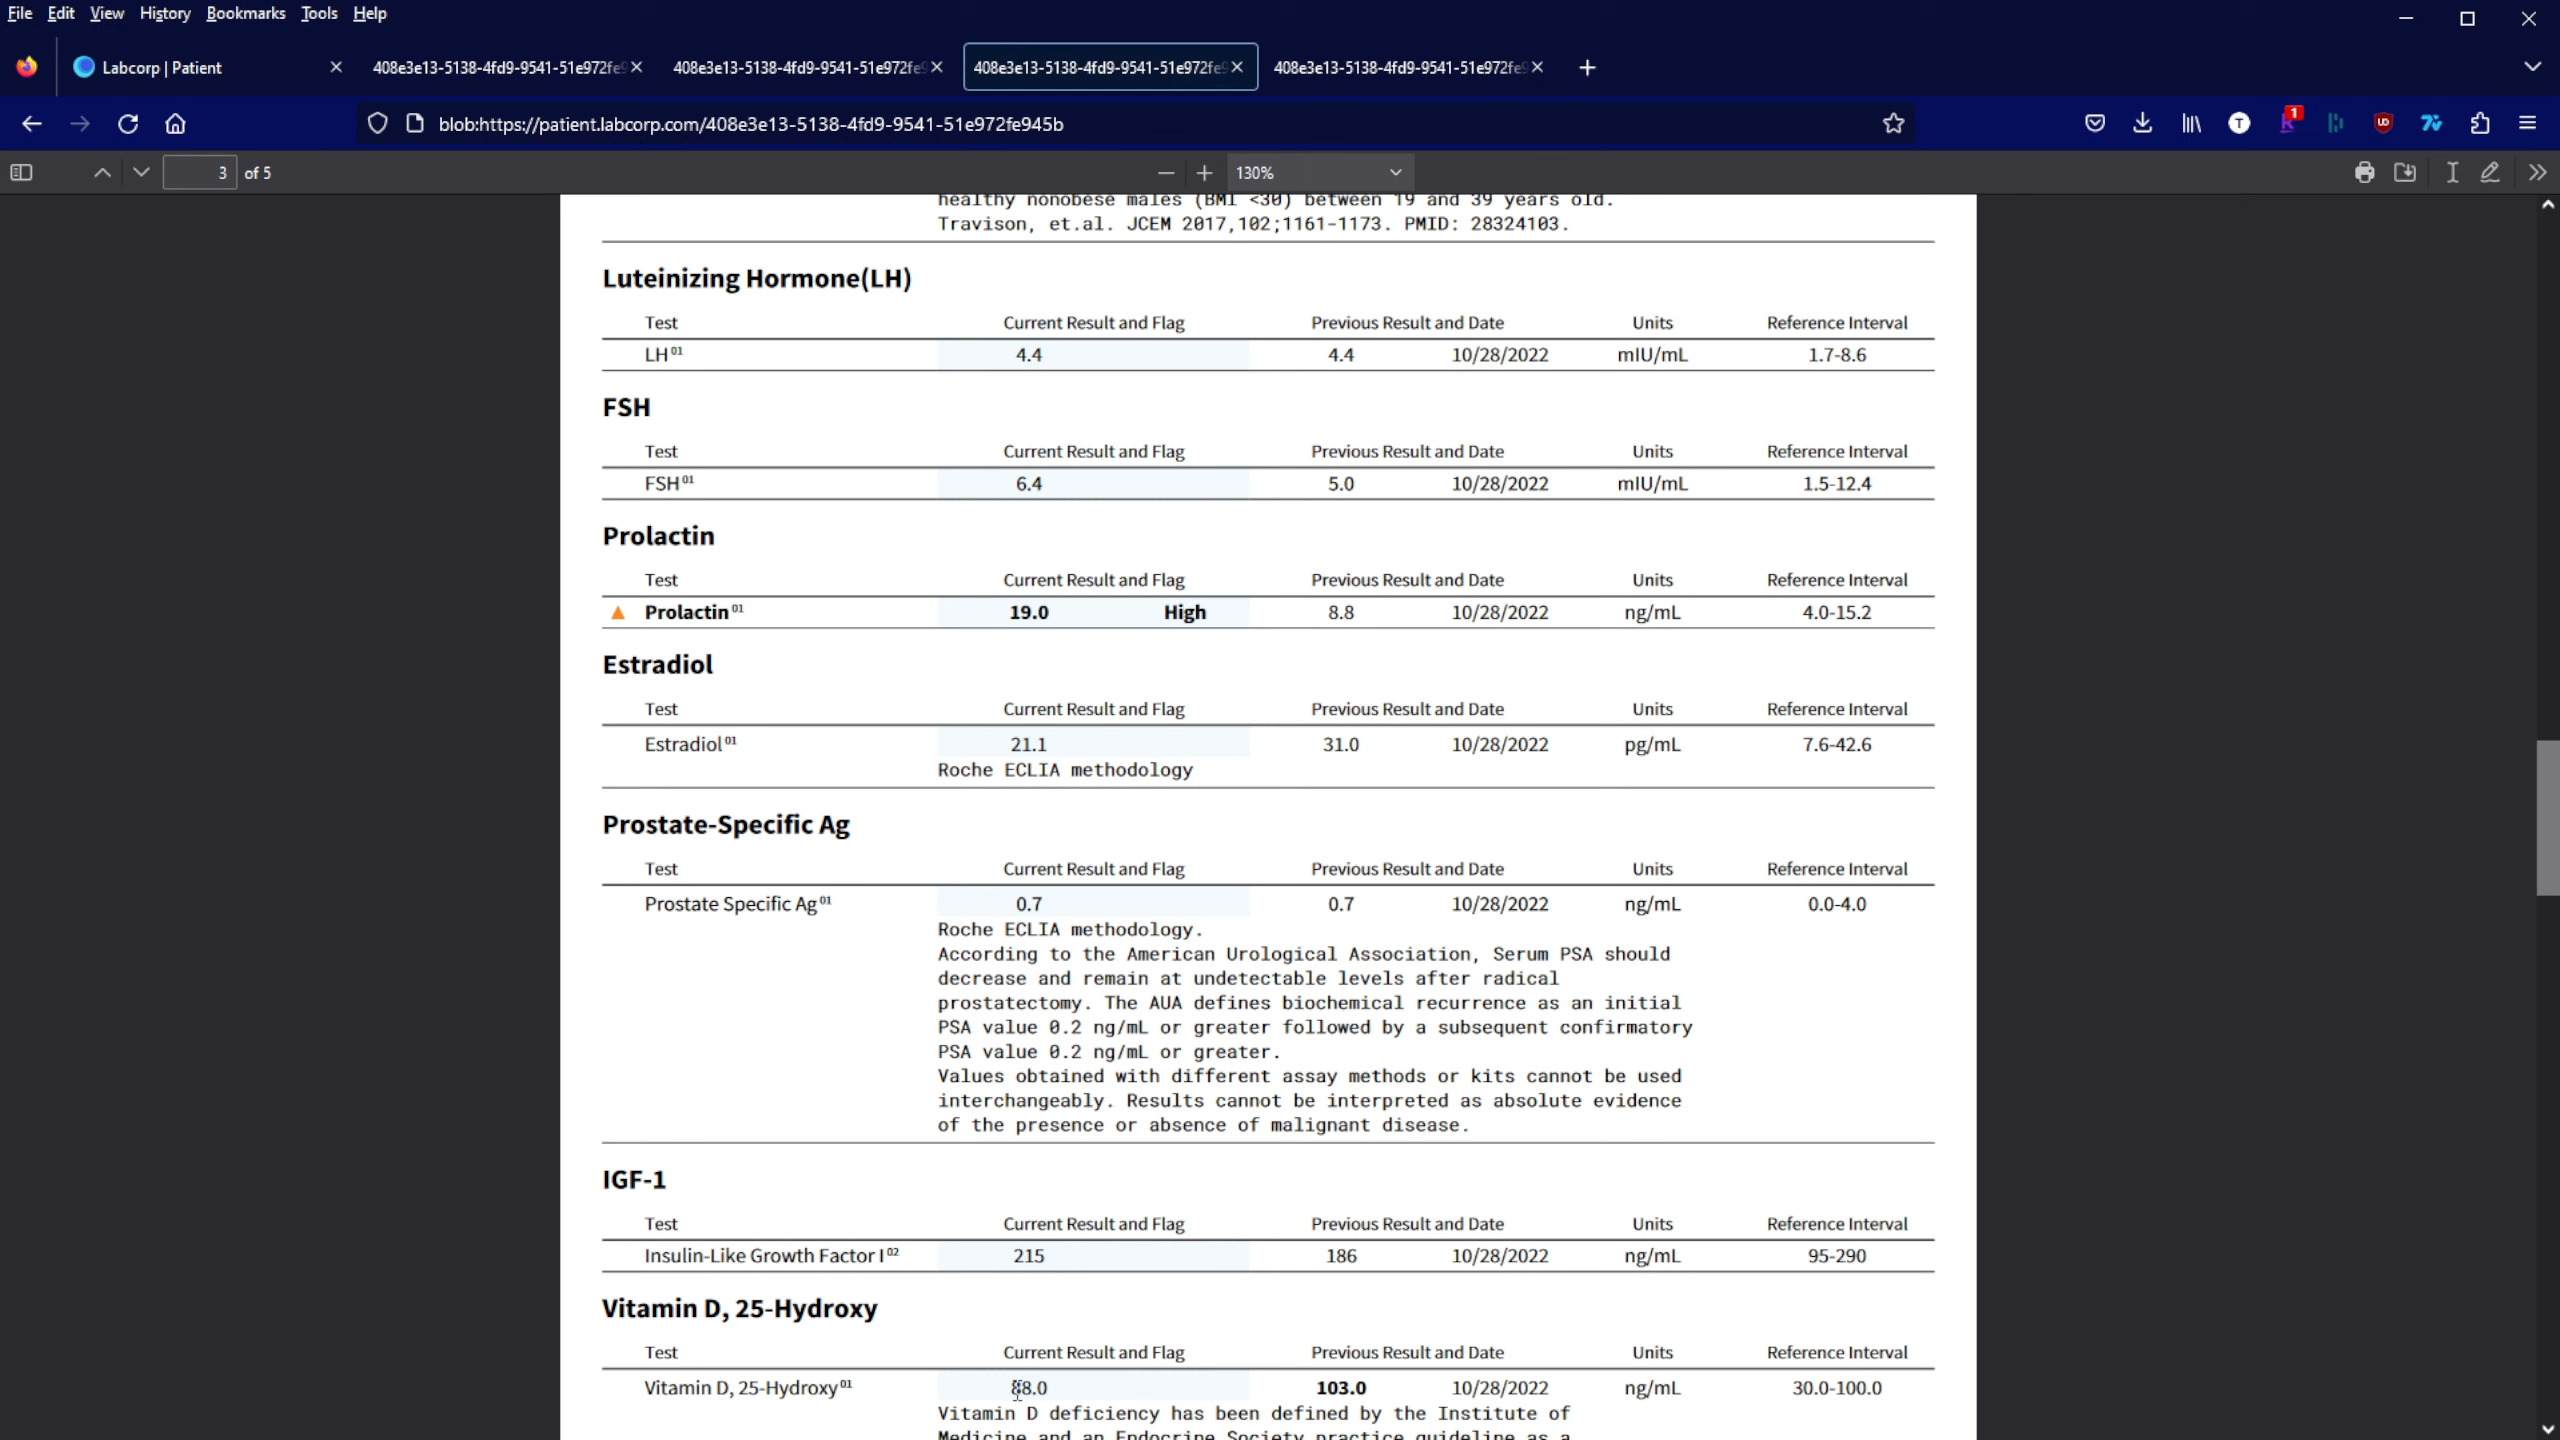 File Edit View History Bookmarks Tools Help
Labcorp | Patient 408e3e13-5138-4fd9-9541-51e972fe9 408e3e13-5138-4fd9-9541-51e972fe9 408e3e13-5138-4fd9-9541-51e972fe9 408e3e13-5138-4fd9-9541-51e972fe9
blob:https://patient.labcorp.com/408e3e13-5138-4fd9-9541-51e972fe945b
3 of 5 130%
healthy nonobese males (BMI <30) between 19 and 39 years old.
Travison, et.al. JCEM 2017,102;1161-1173. PMID: 28324103.
Luteinizing Hormone(LH)
Test Current Result and Flag Previous Result and Date Units Reference Interval
LH 01 4.4 4.4 10/28/2022 mIU/mL 1.7-8.6
FSH
Test Current Result and Flag Previous Result and Date Units Reference Interval
FSH 01 6.4 5.0 10/28/2022 mIU/mL 1.5-12.4
Prolactin
Test Current Result and Flag Previous Result and Date Units Reference Interval
▲ Prolactin 01 19.0 High 8.8 10/28/2022 ng/mL 4.0-15.2
Estradiol
Test Current Result and Flag Previous Result and Date Units Reference Interval
Estradiol 01 21.1 31.0 10/28/2022 pg/mL 7.6-42.6
Roche ECLIA methodology
Prostate-Specific Ag
Test Current Result and Flag Previous Result and Date Units Reference Interval
Prostate Specific Ag 01 0.7 0.7 10/28/2022 ng/mL 0.0-4.0
Roche ECLIA methodology.
According to the American Urological Association, Serum PSA should
decrease and remain at undetectable levels after radical
prostatectomy. The AUA defines biochemical recurrence as an initial
PSA value 0.2 ng/mL or greater followed by a subsequent confirmatory
PSA value 0.2 ng/mL or greater.
Values obtained with different assay methods or kits cannot be used
interchangeably. Results cannot be interpreted as absolute evidence
of the presence or absence of malignant disease.
IGF-1
Test Current Result and Flag Previous Result and Date Units Reference Interval
Insulin-Like Growth Factor I 02 215 186 10/28/2022 ng/mL 95-290
Vitamin D, 25-Hydroxy
Test Current Result and Flag Previous Result and Date Units Reference Interval
Vitamin D, 25-Hydroxy 01 88.0 103.0 10/28/2022 ng/mL 30.0-100.0
Vitamin D deficiency has been defined by the Institute of
Medicine and an Endocrine Society practice guideline as a